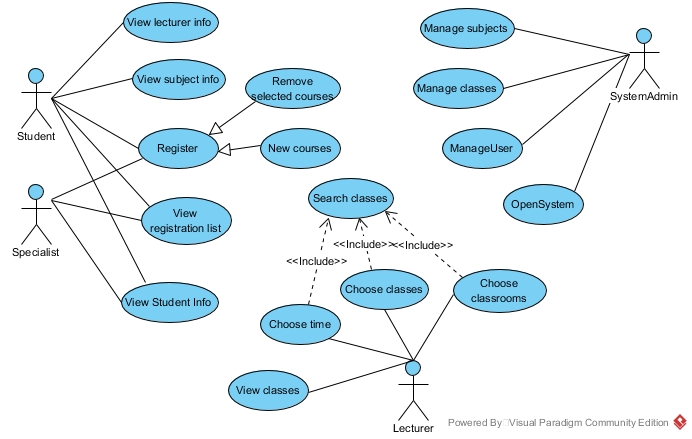 View lecturer info
Manage subjects
View subject info
Remove
selected courses
Manage classes
SystemAdmin
Student
Register
New courses
ManageUser
Search classes
OpenSystem
View
registration list
Specialist
<<Include>>
<<Include>>
<<Include>>
View Student Info
Choose classes
Choose
classrooms
Choose time
View classes
Lecturer
Powered By Visual Paradigm Community Edition